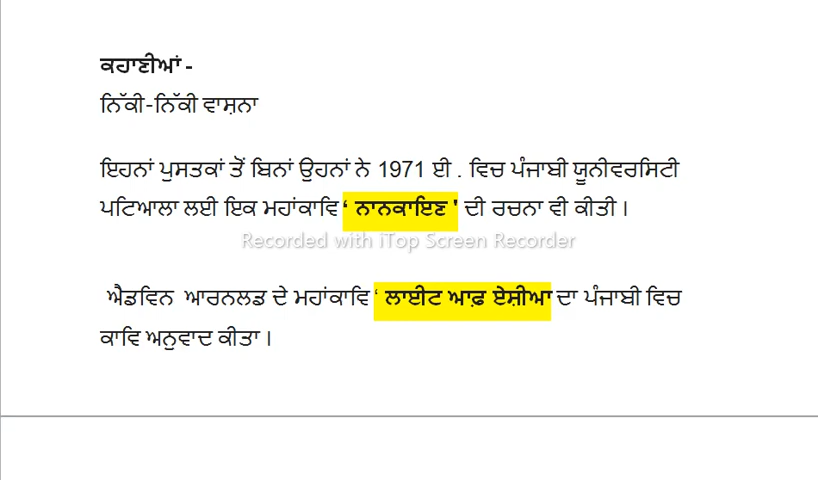 ਕਹਾਣੀਆਂ -
ਨਿੱਕੀ-ਨਿੱਕੀ ਵਾਸ਼ਨਾ
ਇਹਨਾਂ ਪੁਸਤਕਾਂ ਤੋਂ ਬਿਨਾਂ ਉਹਨਾਂ ਨੇ 1971 ਈ . ਵਿਚ ਪੰਜਾਬੀ ਯੂਨੀਵਰਸਿਟੀ
ਪਟਿਆਲਾ ਲਈ ਇਕ ਮਹਾਂਕਾਵਿ ‘ ਨਾਨਕਾਇਣ ' ਦੀ ਰਚਨਾ ਵੀ ਕੀਤੀ ।
Recorded with iTop Screen Recorder
ਐਡਵਿਨ ਆਰਨਲਡ ਦੇ ਮਹਾਂਕਾਵਿ ‘ ਲਾਈਟ ਆਫ਼ ਏਸ਼ੀਆ ਦਾ ਪੰਜਾਬੀ ਵਿਚ
ਕਾਵਿ ਅਨੁਵਾਦ ਕੀਤਾ ।